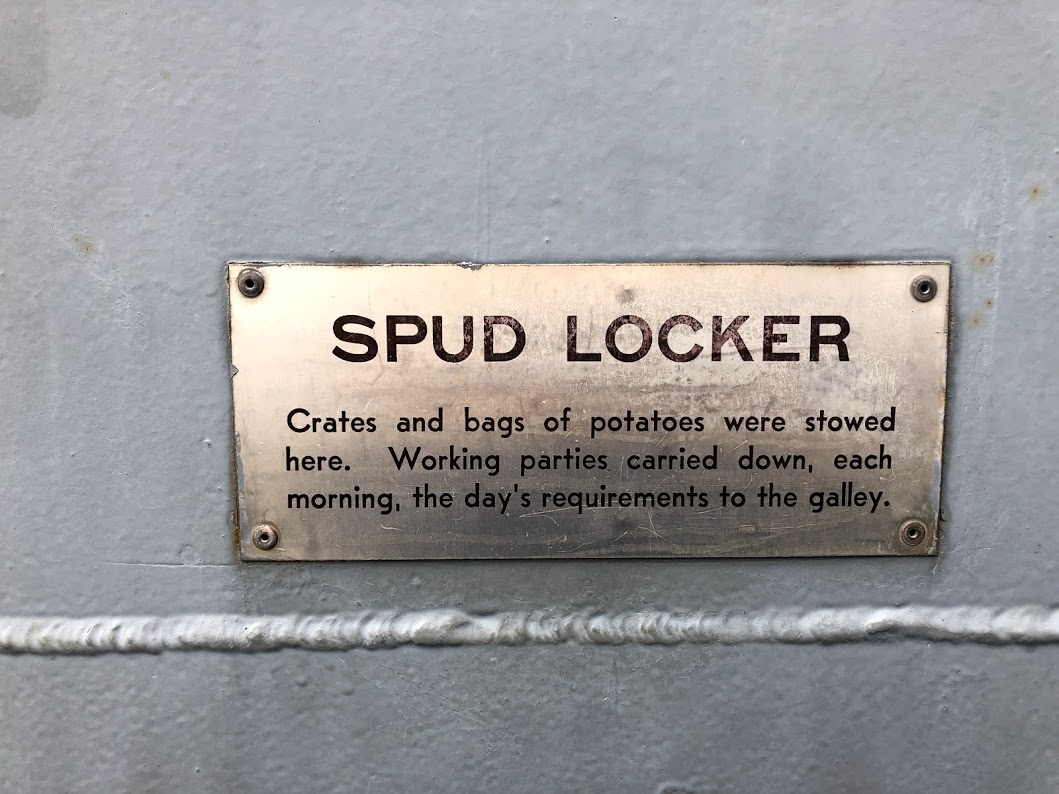 SPUD LOCKER
Crates and bags of potatoes were stowed
here. Working parties carried down, each
morning, the day's requirements to the galley.